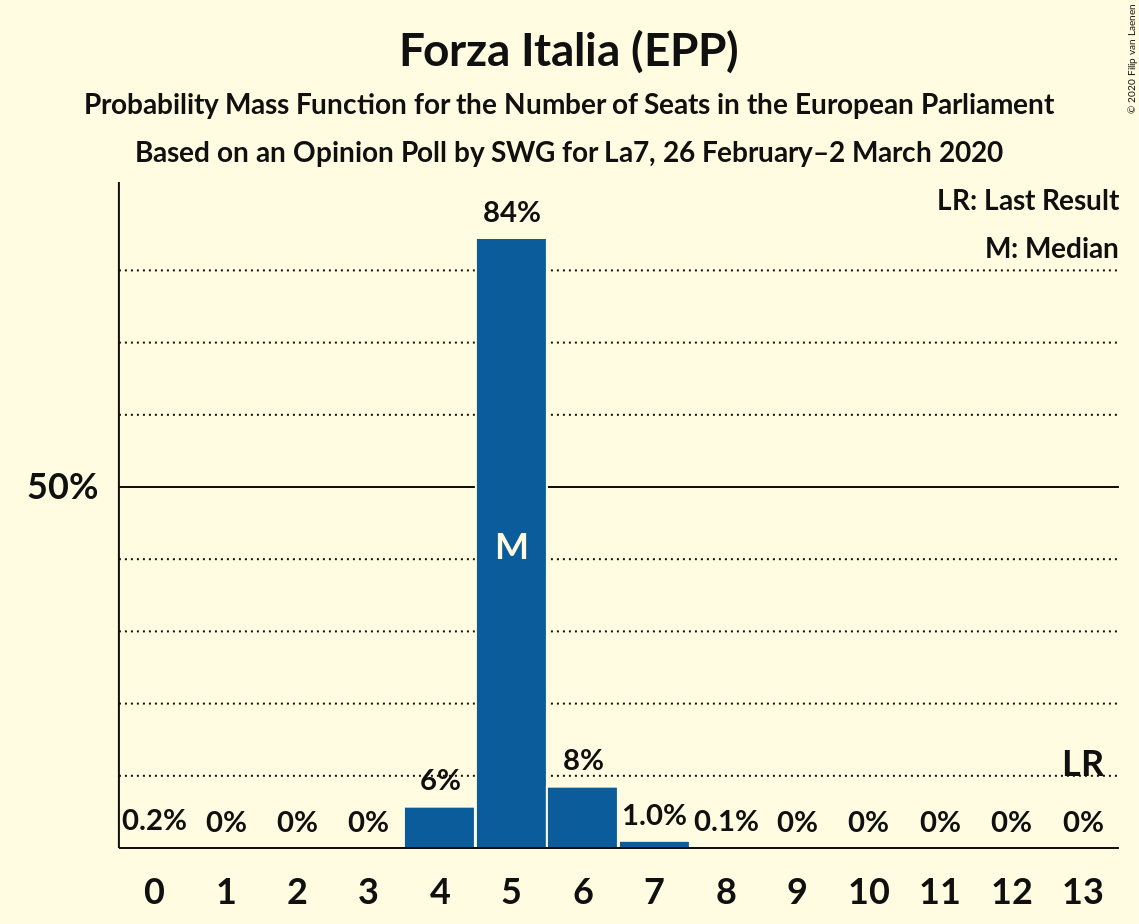 Forza Italia (EPP)
Probability Mass Function for the Number of Seats in the European Parliament
Based on an Opinion Poll by SWG for La7, 26 February–2 March 2020
© 2020 Filip van Laenen
LR: Last Result
M: Median
84%
50%
M
6%
8%
LR
0.2% 0% 0% 0% 1.0% 0.1% 0% 0% 0% 0% 0%
0 1 2 3 4 5 6 7 8 9 10 11 12 13